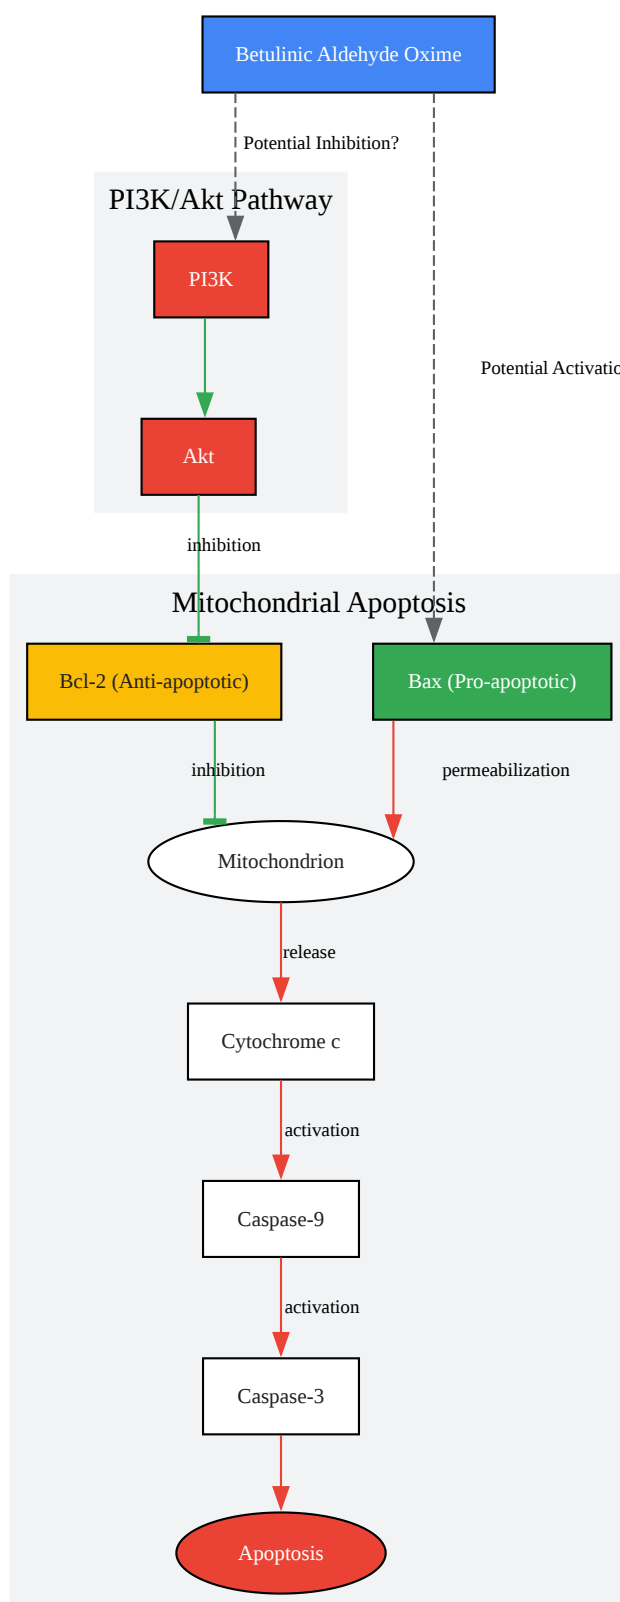 Betulinic Aldehyde Oxime
Potential Inhibition?
PI3K/Akt Pathway
PI3K
Potential Activatio
Akt
inhibition
Mitochondrial Apoptosis
Bcl-2 (Anti-apoptotic)
Bax (Pro-apoptotic)
inhibition
permeabilization
Mitochondrion
release
Cytochrome c
activation
Caspase-9
activation
Caspase-3
Apoptosis